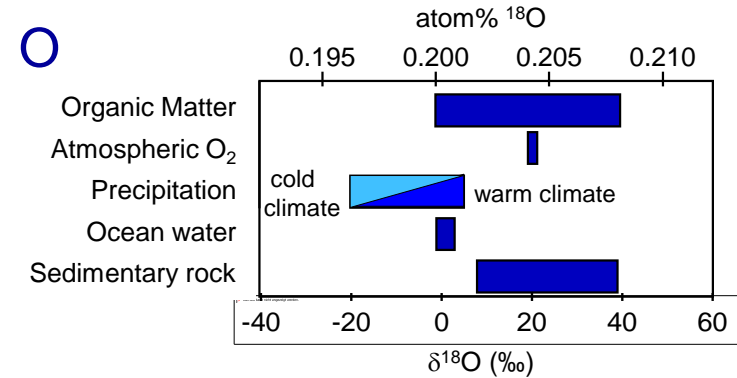 atom% ¹⁸O
O
0.195 0.200 0.205 0.210
Organic Matter
Atmospheric O₂
Precipitation
cold climate
warm climate
Ocean water
Sedimentary rock
-40 -20 0 20 40 60
δ¹⁸O (‰)